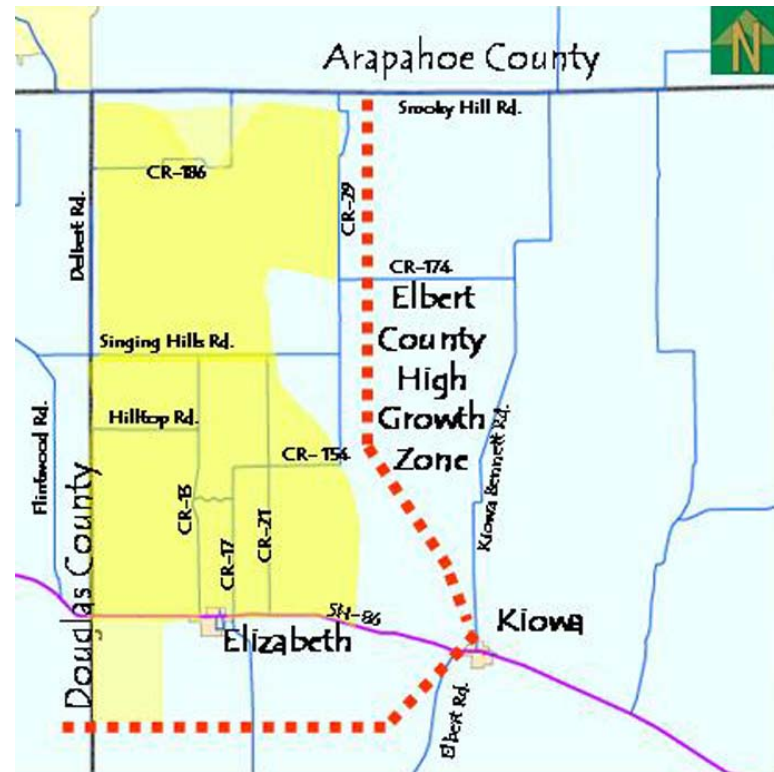 Arapahoe County
N
Smoky Hill Rd.
CR-186
CR-29
Delbert Rd.
CR-174
Elbert
County
High
Growth
Zone
Singing Hills Rd.
Hilltop Rd.
Flintwood Rd.
CR-154
Kiowa Bennett Rd.
CR-13
CR-17
CR-21
Douglas County
SH-86
Elizabeth
Kiowa
Elbert Rd.